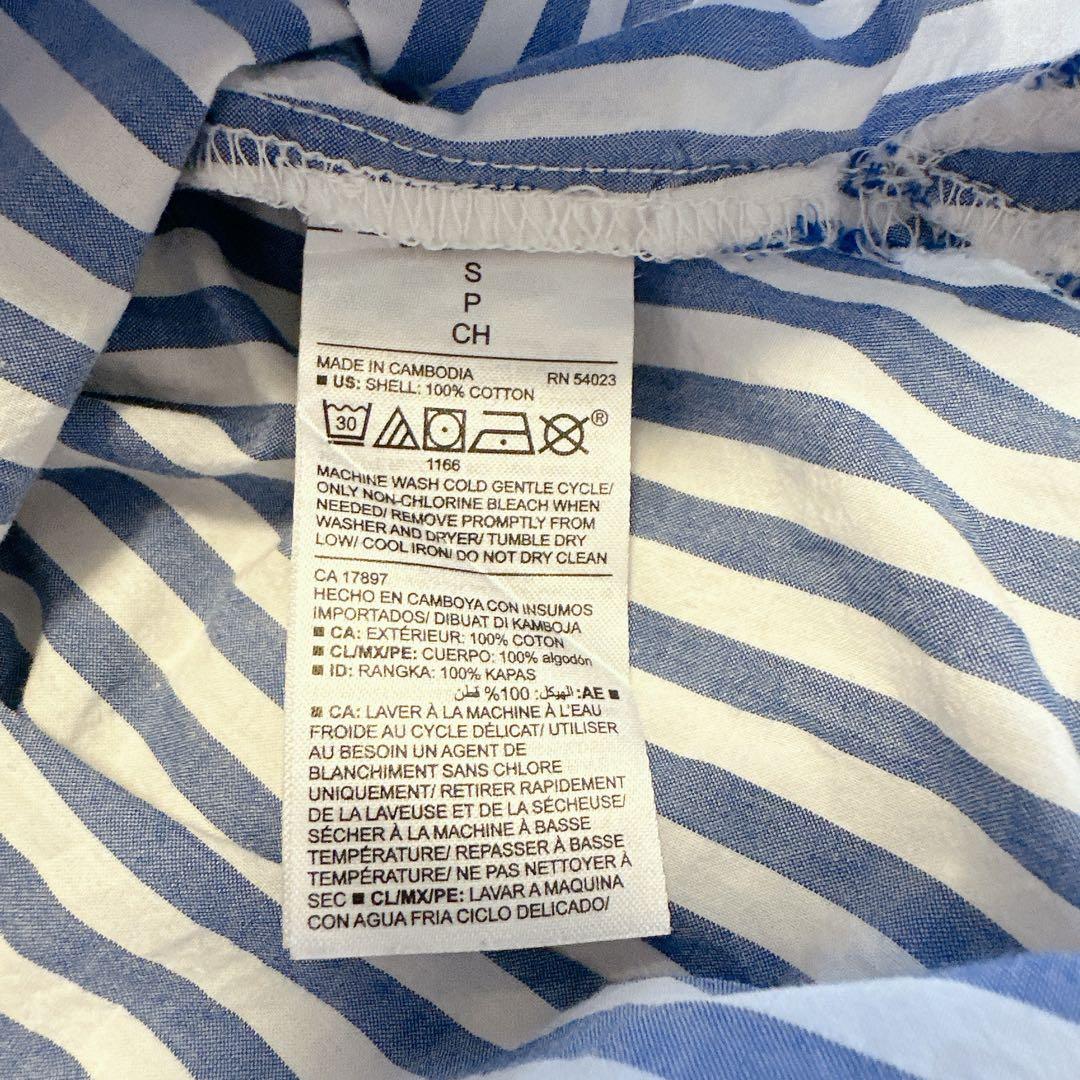 S
P
CH
MADE IN CAMBODIA RN 54023
■ US: SHELL: 100% COTTON
30 ®
1166
MACHINE WASH COLD GENTLE CYCLE/
ONLY NON-CHLORINE BLEACH WHEN
NEEDED/ REMOVE PROMPTLY FROM
WASHER AND DRYER/ TUMBLE DRY
LOW/ COOL IRON/ DO NOT DRY CLEAN
CA 17897
HECHO EN CAMBOYA CON INSUMOS
IMPORTADOS/ DIBUAT DI KAMBOJA
■ CA: EXTÉRIEUR: 100% COTON
■ CL/MX/PE: CUERPO: 100% algodón
■ ID: RANGKA: 100% KAPAS
■ AE: الهيكل: 100% قطن
■ CA: LAVER À LA MACHINE À L'EAU
FROIDE AU CYCLE DÉLICAT/ UTILISER
AU BESOIN UN AGENT DE
BLANCHIMENT SANS CHLORE
UNIQUEMENT/ RETIRER RAPIDEMENT
DE LA LAVEUSE ET DE LA SÉCHEUSE/
SÉCHER À LA MACHINE À BASSE
TEMPÉRATURE/ REPASSER À BASSE
TEMPÉRATURE/ NE PAS NETTOYER À
SEC ■ CL/MX/PE: LAVAR A MAQUINA
CON AGUA FRIA CICLO DELICADO/